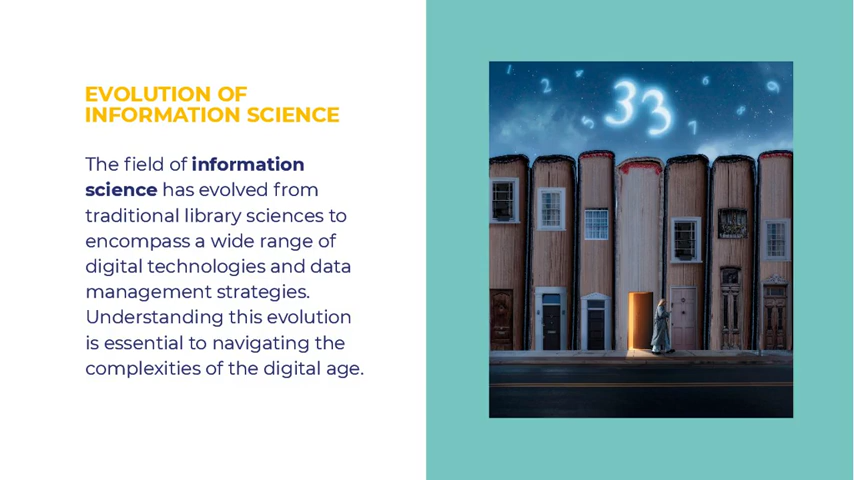 EVOLUTION OF
INFORMATION SCIENCE
The field of information
science has evolved from
traditional library sciences to
encompass a wide range of
digital technologies and data
management strategies.
Understanding this evolution
is essential to navigating the
complexities of the digital age.
33